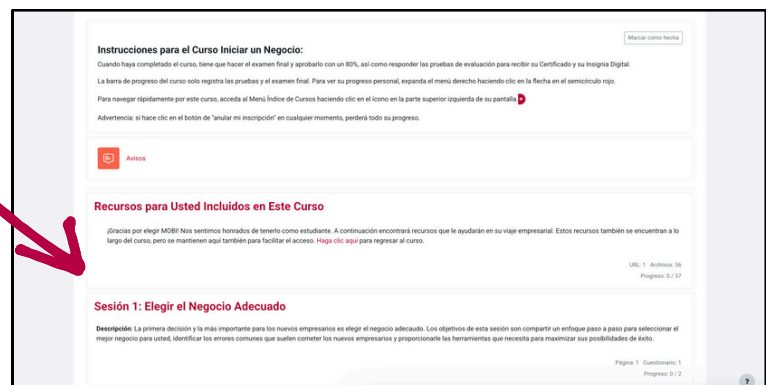 Marcar como hecha
Instrucciones para el Curso Iniciar un Negocio:
Cuando haya completado el curso, tiene que hacer el examen final y aprobarlo con un 80%, así como responder las pruebas de evaluación para recibir su Certificado y su Insignia Digital.
La barra de progreso del curso solo registra las pruebas y el examen final. Para ver su progreso personal, expanda el menú derecho haciendo clic en la flecha en el semicírculo rojo.
Para navegar rápidamente por este curso, acceda al Menú Índice de Cursos haciendo clic en el ícono en la parte superior izquierda de su pantalla.
Advertencia: si hace clic en el botón de "anular mi inscripción" en cualquier momento, perderá todo su progreso.
Avisos
Recursos para Usted Incluidos en Este Curso
¡Gracias por elegir MOBI! Nos sentimos honrados de tenerlo como estudiante. A continuación encontrará recursos que le ayudarán en su viaje empresarial. Estos recursos también se encuentran a lo
largo del curso, pero se mantienen aquí también para facilitar el acceso. Haga clic aquí para regresar al curso.
URL: 1 Archivos: 36
Progreso: 0 / 37
Sesión 1: Elegir el Negocio Adecuado
Descripción: La primera decisión y la más importante para los nuevos empresarios es elegir el negocio adecaudo. Los objetivos de esta sesión son compartir un enfoque paso a paso para seleccionar el
mejor negocio para usted, identificar los errores comunes que suelen cometer los nuevos empresarios y proporcionarle las herramientas que necesita para maximizar sus posibilidades de éxito.
Página: 1 Cuestionario: 1
Progreso: 0 / 2
?